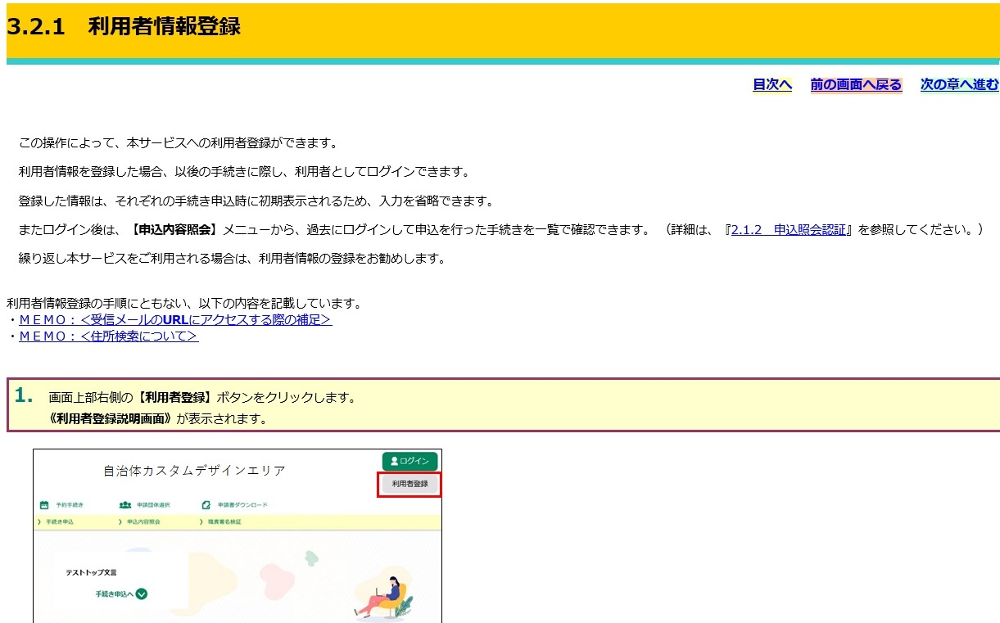 3.2.1　利用者情報登録
目次へ　前の画面へ戻る　次の章へ進む
この操作によって、本サービスへの利用者登録ができます。
利用者情報を登録した場合、以後の手続きに際し、利用者としてログインできます。
登録した情報は、それぞれの手続き申込時に初期表示されるため、入力を省略できます。
またログイン後は、【申込内容照会】メニューから、過去にログインして申込を行った手続きを一覧で確認できます。（詳細は、『2.1.2　申込照会認証』を参照してください。）
繰り返し本サービスをご利用される場合は、利用者情報の登録をお勧めします。
利用者情報登録の手順にともない、以下の内容を記載しています。
・ＭＥＭＯ：＜受信メールのURLにアクセスする際の補足＞
・ＭＥＭＯ：＜住所検索について＞
1.　画面上部右側の【利用者登録】ボタンをクリックします。
《利用者登録説明画面》が表示されます。
ログイン
自治体カスタムデザインエリア
利用者登録
予約手続き　申請団体選択　申請書ダウンロード
》手続き申込　》申込内容照会　》職責署名検証
テストトップ文言
手続き申込へ